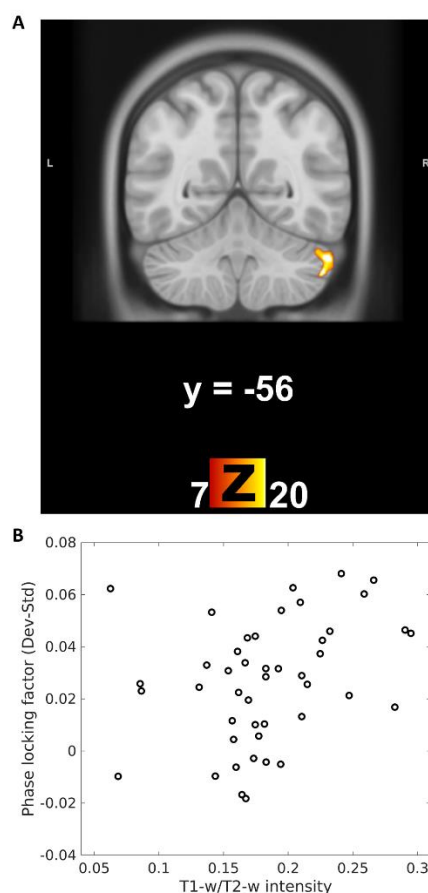 A
L
R
y = -56
7 Z 20
B
0.08
0.06
0.04
0.02
0
-0.02
-0.04
Phase locking factor (Dev-Std)
0.05 0.1 0.15 0.2 0.25 0.3
T1-w/T2-w intensity